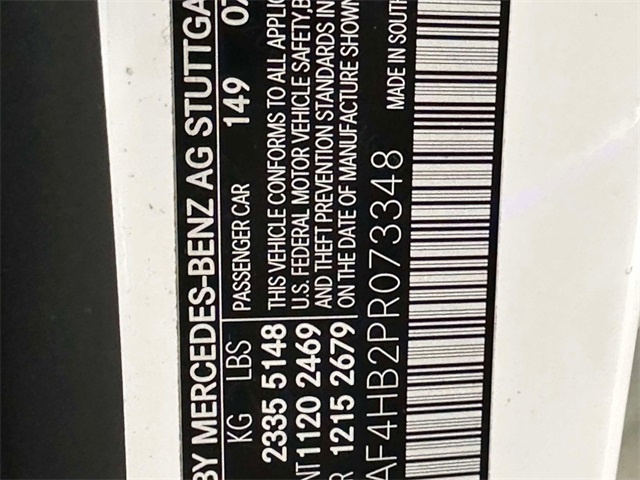 BY MERCEDES-BENZ AG STUTTGA
KG LBS PASSENGER CAR 149 07
2335 5148
NT 1120 2469
R 1215 2679
THIS VEHICLE CONFORMS TO ALL APPLIC
U.S. FEDERAL MOTOR VEHICLE SAFETY, B
AND THEFT PREVENTION STANDARDS IN
ON THE DATE OF MANUFACTURE SHOWN
AF4HB2PR073348 MADE IN SOUTH